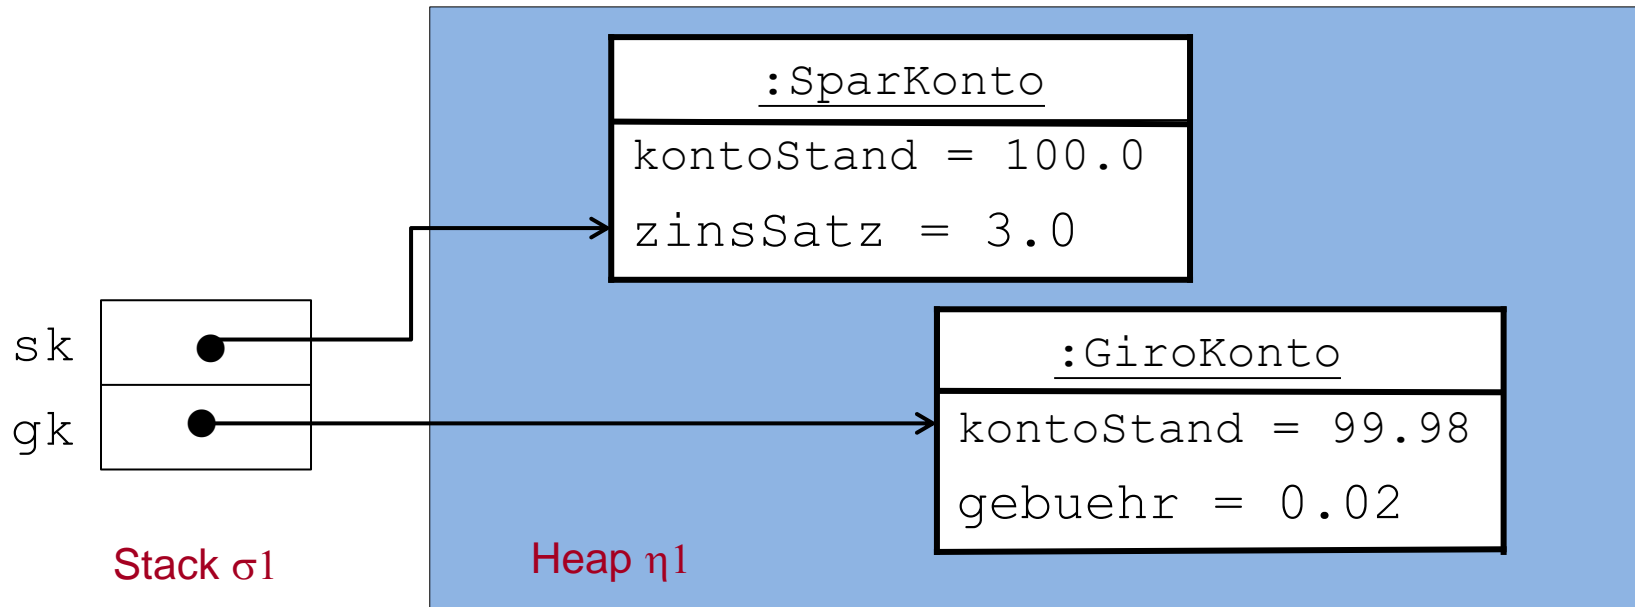 :SparKonto
kontoStand = 100.0
zinsSatz = 3.0
sk
gk
:GiroKonto
kontoStand = 99.98
gebuehr = 0.02
Stack σ1
Heap η1